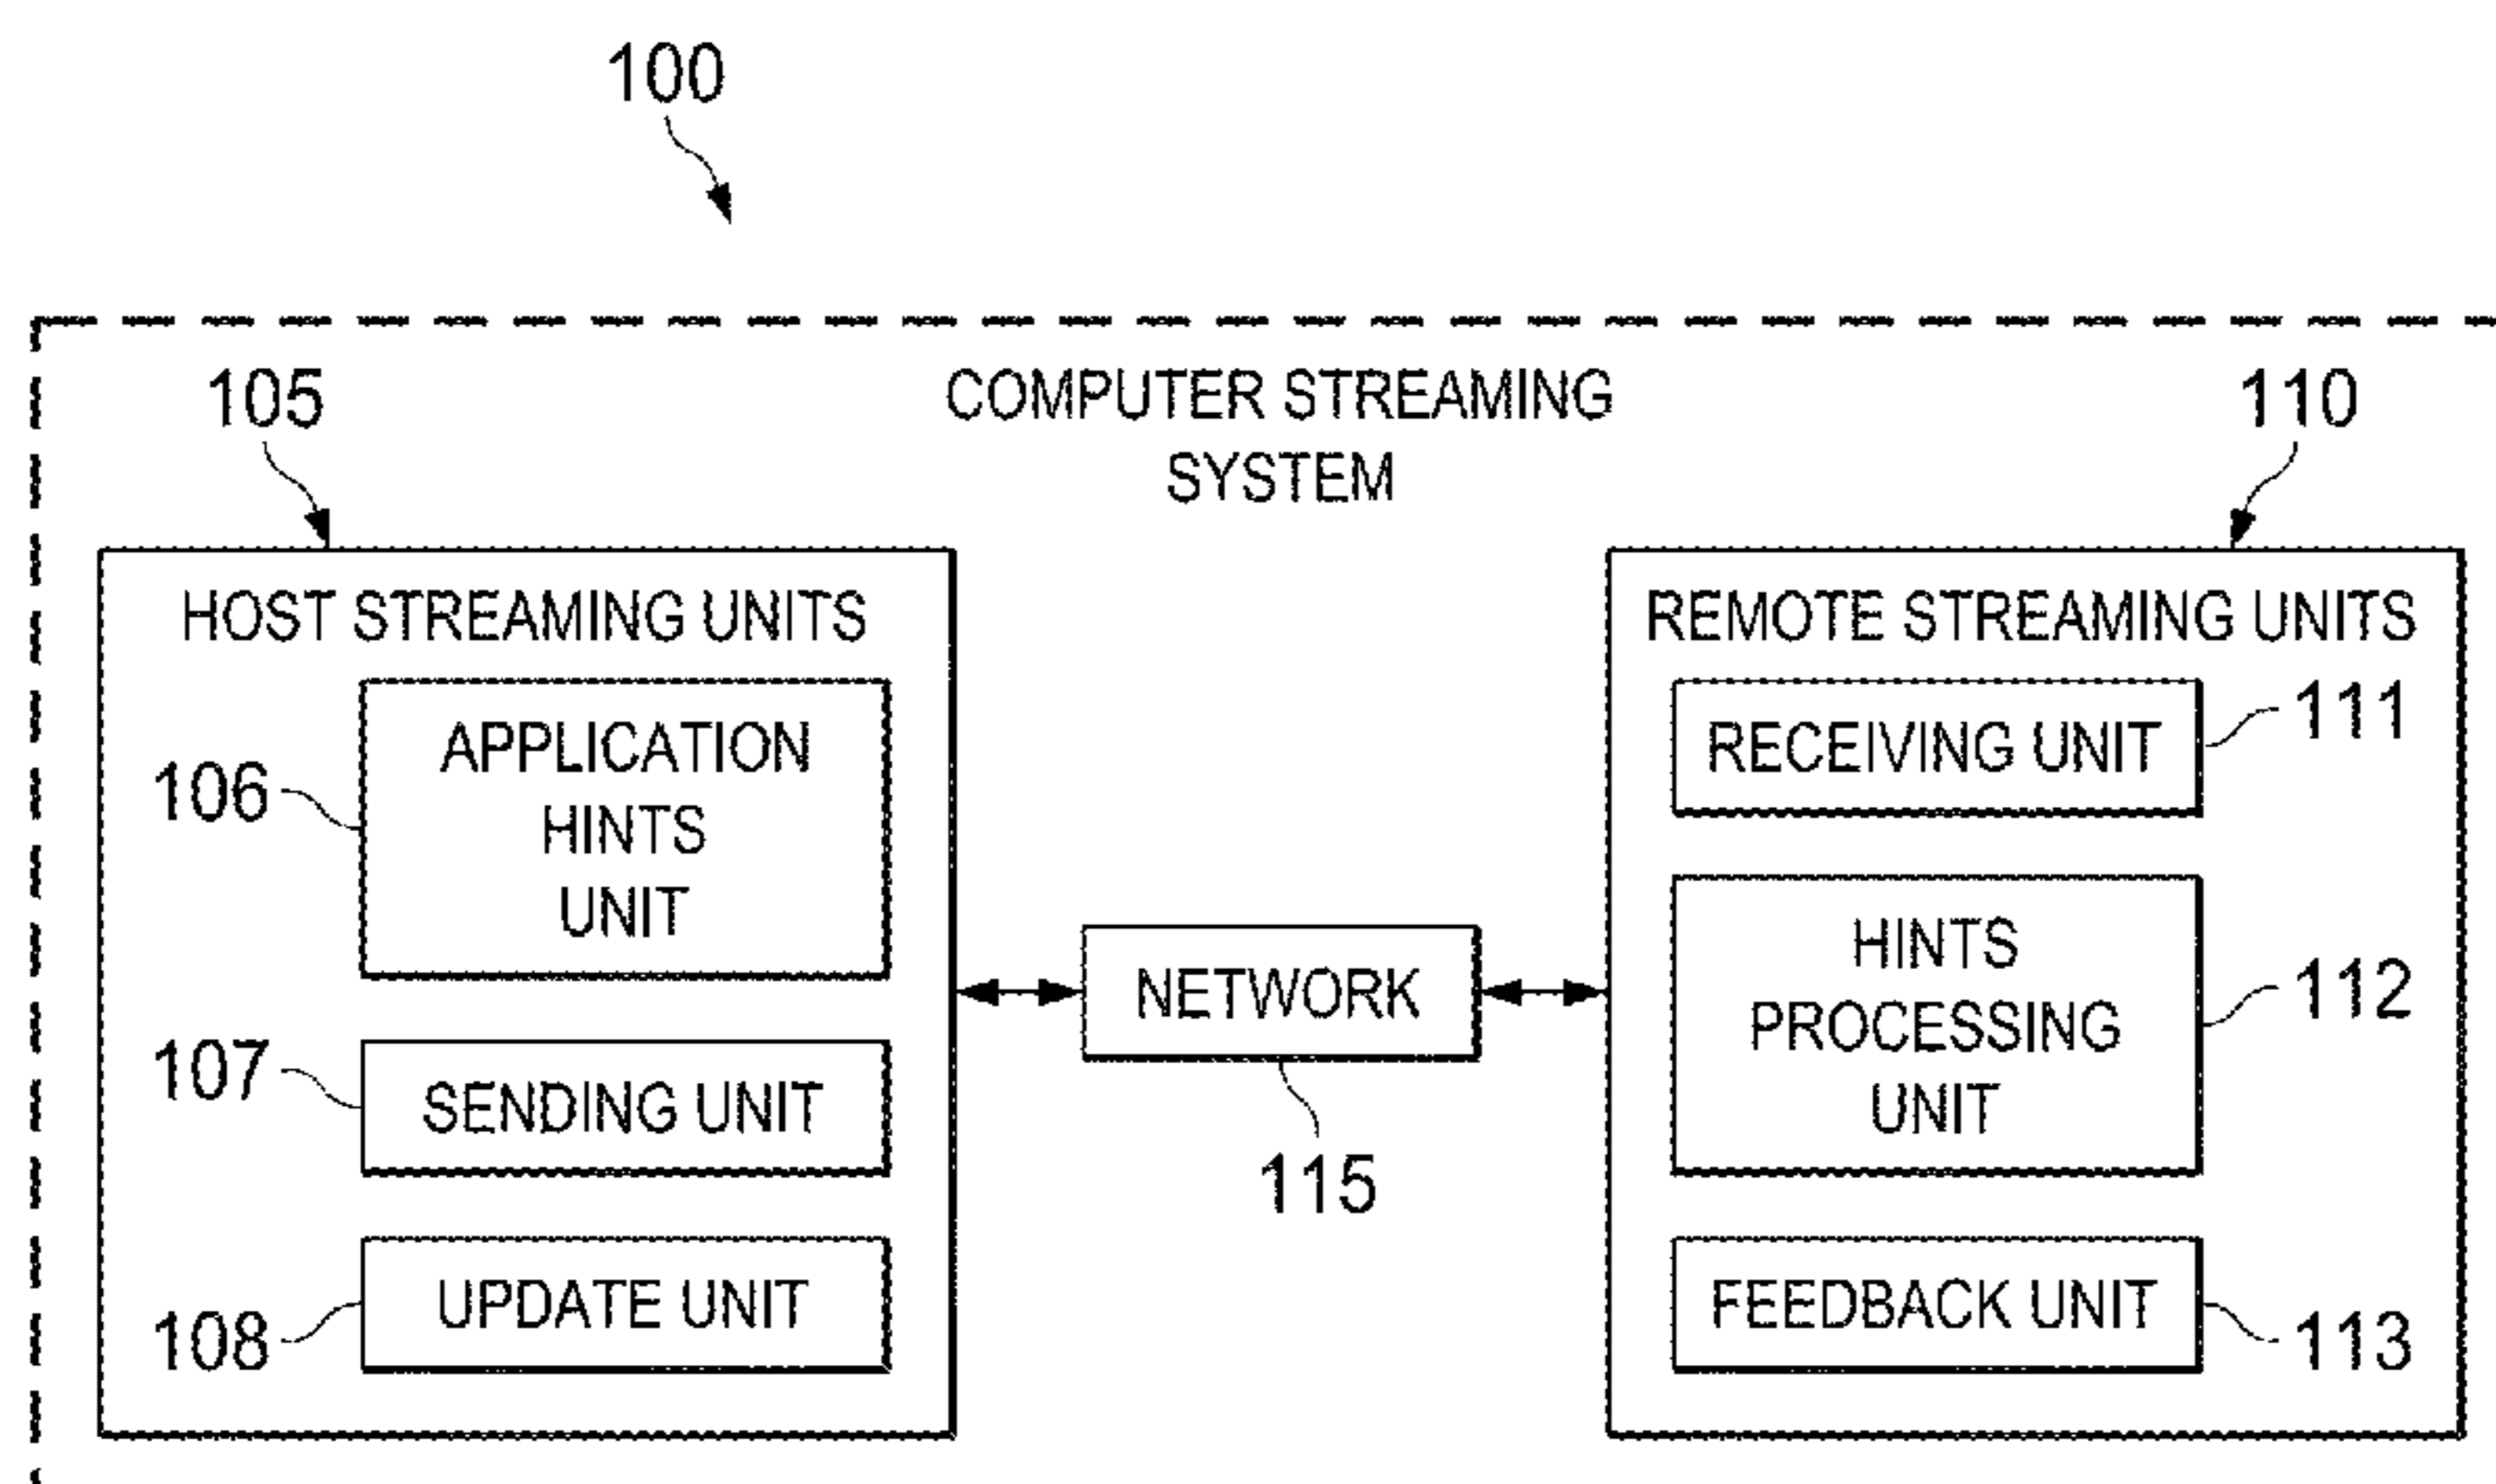 100
COMPUTER STREAMING
SYSTEM
105
110
HOST STREAMING UNITS
APPLICATION
HINTS
UNIT
106
SENDING UNIT
107
UPDATE UNIT
108
NETWORK
115
REMOTE STREAMING UNITS
RECEIVING UNIT
111
HINTS
PROCESSING
UNIT
112
FEEDBACK UNIT
113